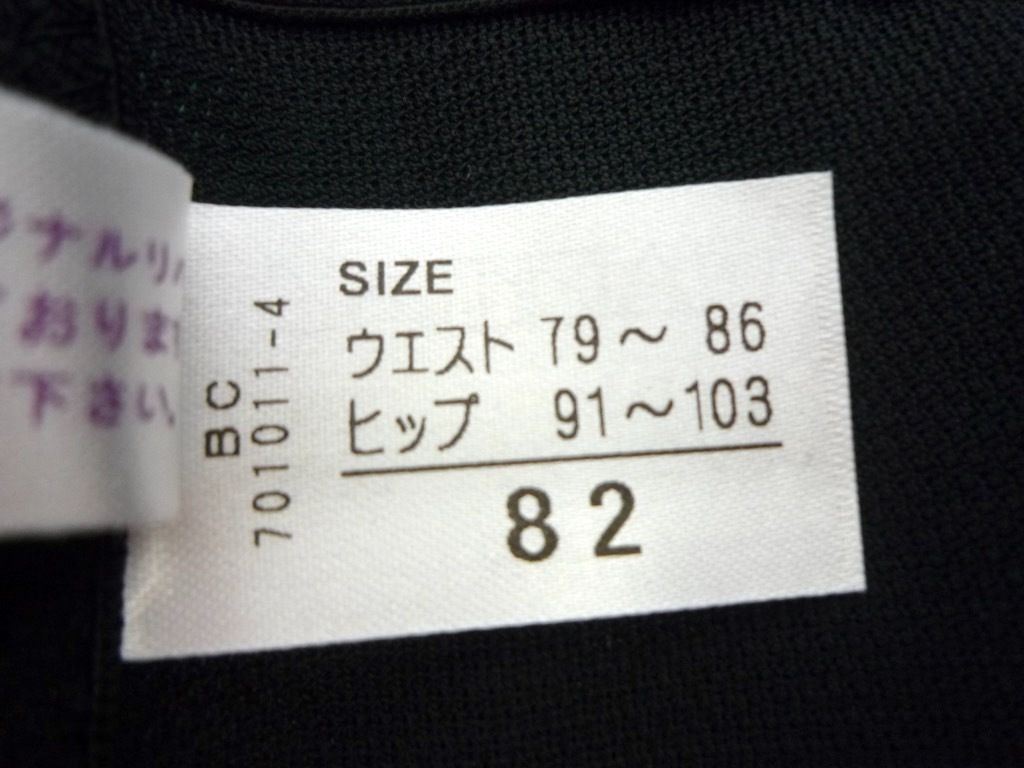 ナルリ
おりま
下さい。
BC
701011-4
SIZE
ウエスト 79～ 86
ヒップ 91～103
82